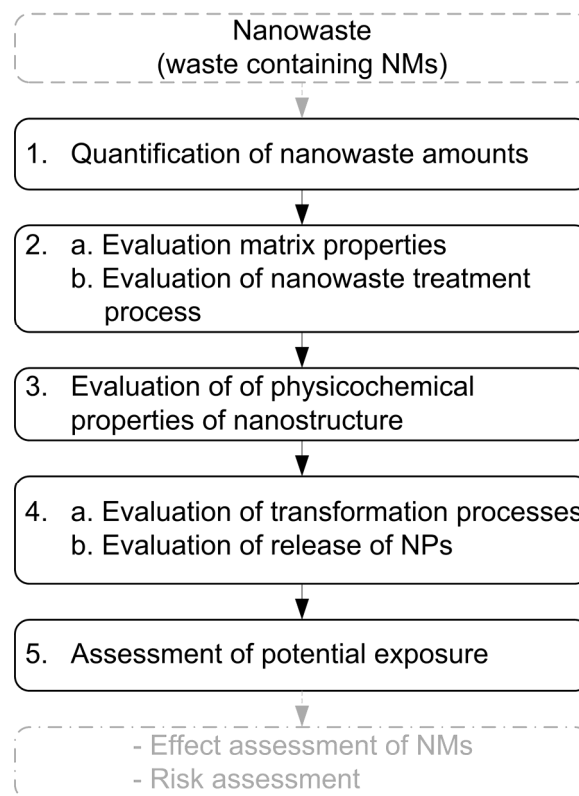 Nanowaste
(waste containing NMs)
1. Quantification of nanowaste amounts
2. a. Evaluation matrix properties
b. Evaluation of nanowaste treatment
process
3. Evaluation of of physicochemical
properties of nanostructure
4. a. Evaluation of transformation processes
b. Evaluation of release of NPs
5. Assessment of potential exposure
- Effect assessment of NMs
- Risk assessment